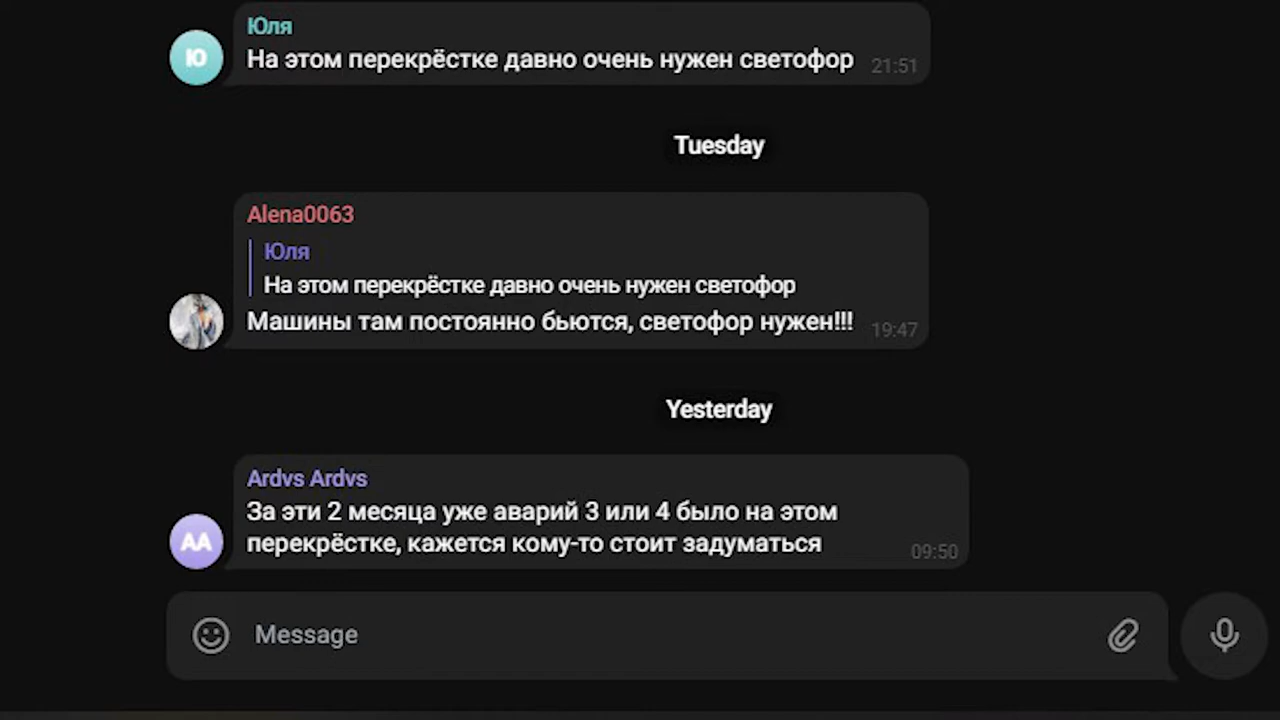 Юля
Ю
На этом перекрёстке давно очень нужен светофор 21:51
Tuesday
Alena0063
Юля
На этом перекрёстке давно очень нужен светофор
Машины там постоянно бьются, светофор нужен!!! 19:47
Yesterday
Ardvs Ardvs
За эти 2 месяца уже аварий 3 или 4 было на этом
AA
перекрёстке, кажется кому-то стоит задуматься 09:50
Message